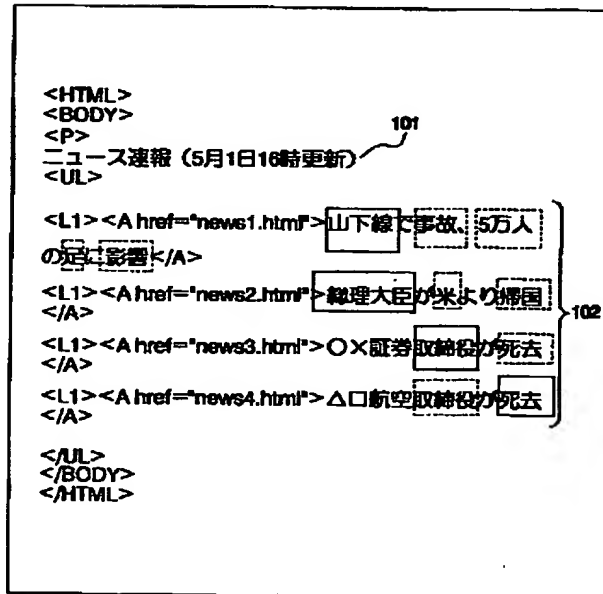 <HTML>
<BODY>
<P>
101
ニュース速報（5月1日16時更新）
<UL>
<L1><A href="news1.html">山下線で事故、5万人
の足に影響</A>
<L1><A href="news2.html">総理大臣が米より帰国
</A>
102
<L1><A href="news3.html">○×証券取締役が死去
</A>
<L1><A href="news4.html">△口航空取締役が死去
</A>
</UL>
</BODY>
</HTML>